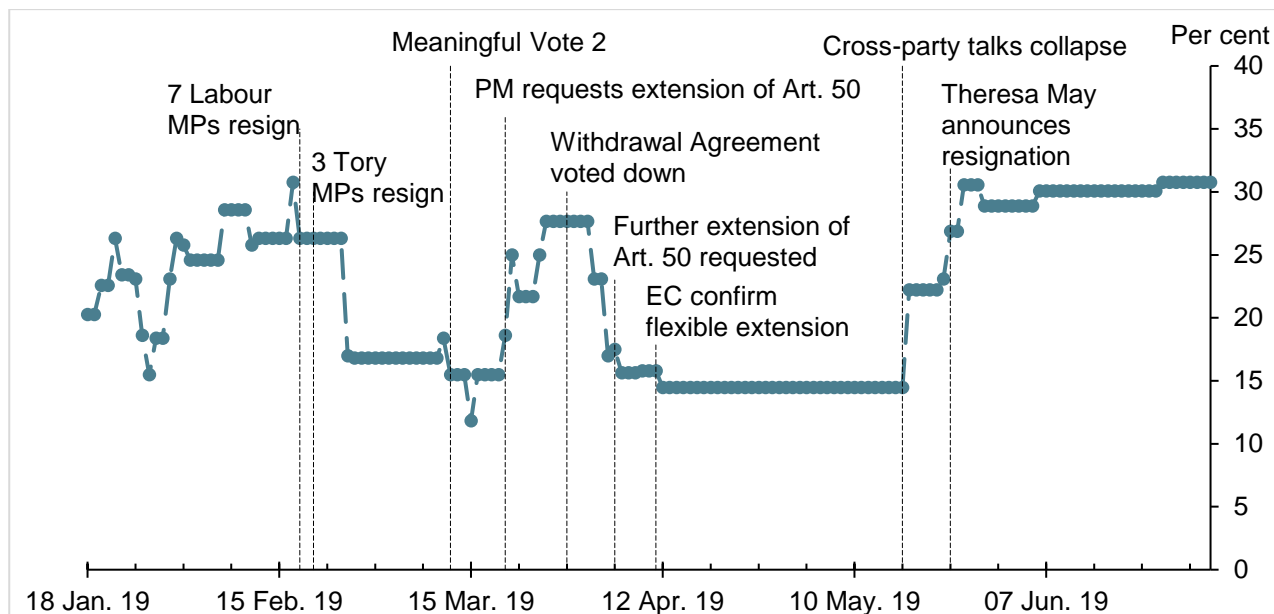 Meaningful Vote 2
Cross-party talks collapse
Per cent
7 Labour
MPs resign
PM requests extension of Art. 50
Theresa May
announces
resignation
3 Tory
MPs resign
Withdrawal Agreement
voted down
Further extension of
Art. 50 requested
EC confirm
flexible extension
40
35
30
25
20
15
10
5
0
18 Jan. 19
15 Feb. 19
15 Mar. 19
12 Apr. 19
10 May. 19
07 Jun. 19